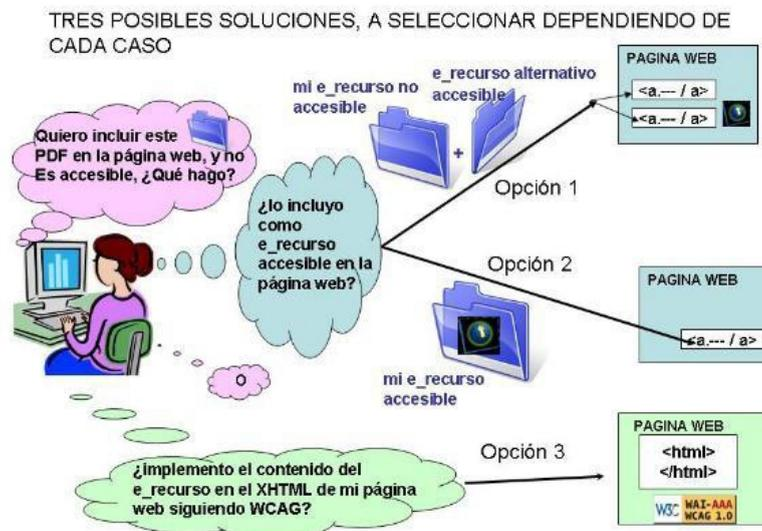 TRES POSIBLES SOLUCIONES, A SELECCIONAR DEPENDIENDO DE
CADA CASO
Quiero incluir este
PDF en la página web, y no
Es accesible, ¿Qué hago?
¿lo incluyo
como
e_recurso
accesible en la
página web?
O
mi e_recurso no
accesible
+
e_recurso alternativo
accesible
Opción 1
PAGINA WEB
<a.--- / a>
<a.--- / a>
Opción 2
mi e_recurso
accesible
PAGINA WEB
<a.--- / a>
¿implemento el contenido del
e_recurso en el XHTML de mi página
web siguiendo WCAG?
Opción 3
PAGINA WEB
<html>
</html>
W3C WAI-AAA
WCAG 1.0